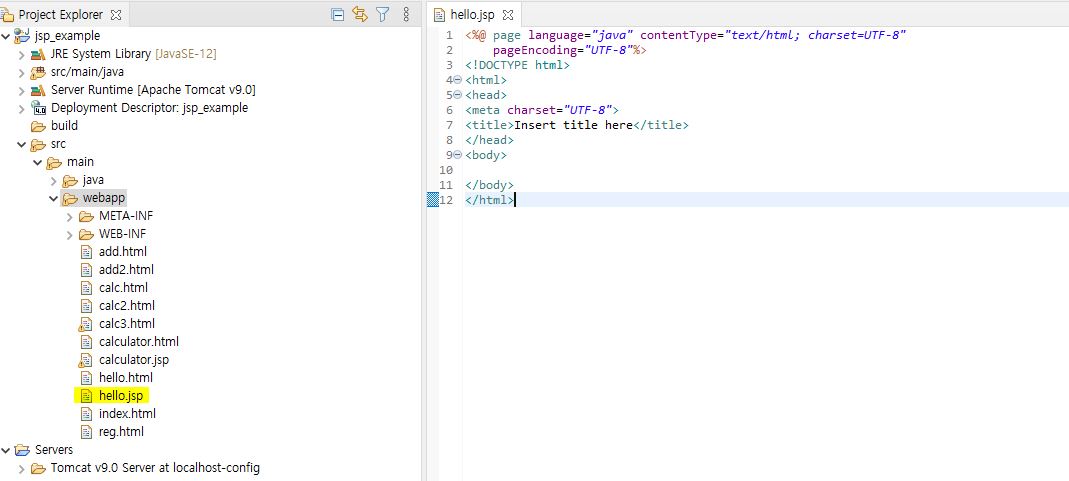 Project Explorer
jsp_example
JRE System Library [JavaSE-12]
src/main/java
Server Runtime [Apache Tomcat v9.0]
Deployment Descriptor: jsp_example
build
src
main
java
webapp
META-INF
WEB-INF
add.html
add2.html
calc.html
calc2.html
calc3.html
calculator.html
calculator.jsp
hello.html
hello.jsp
index.html
reg.html
Servers
Tomcat v9.0 Server at localhost-config
hello.jsp
1 <%@ page language="java" contentType="text/html; charset=UTF-8"
2     pageEncoding="UTF-8"%>
3 <!DOCTYPE html>
4 <html>
5 <head>
6 <meta charset="UTF-8">
7 <title>Insert title here</title>
8 </head>
9 <body>
10
11 </body>
12 </html>